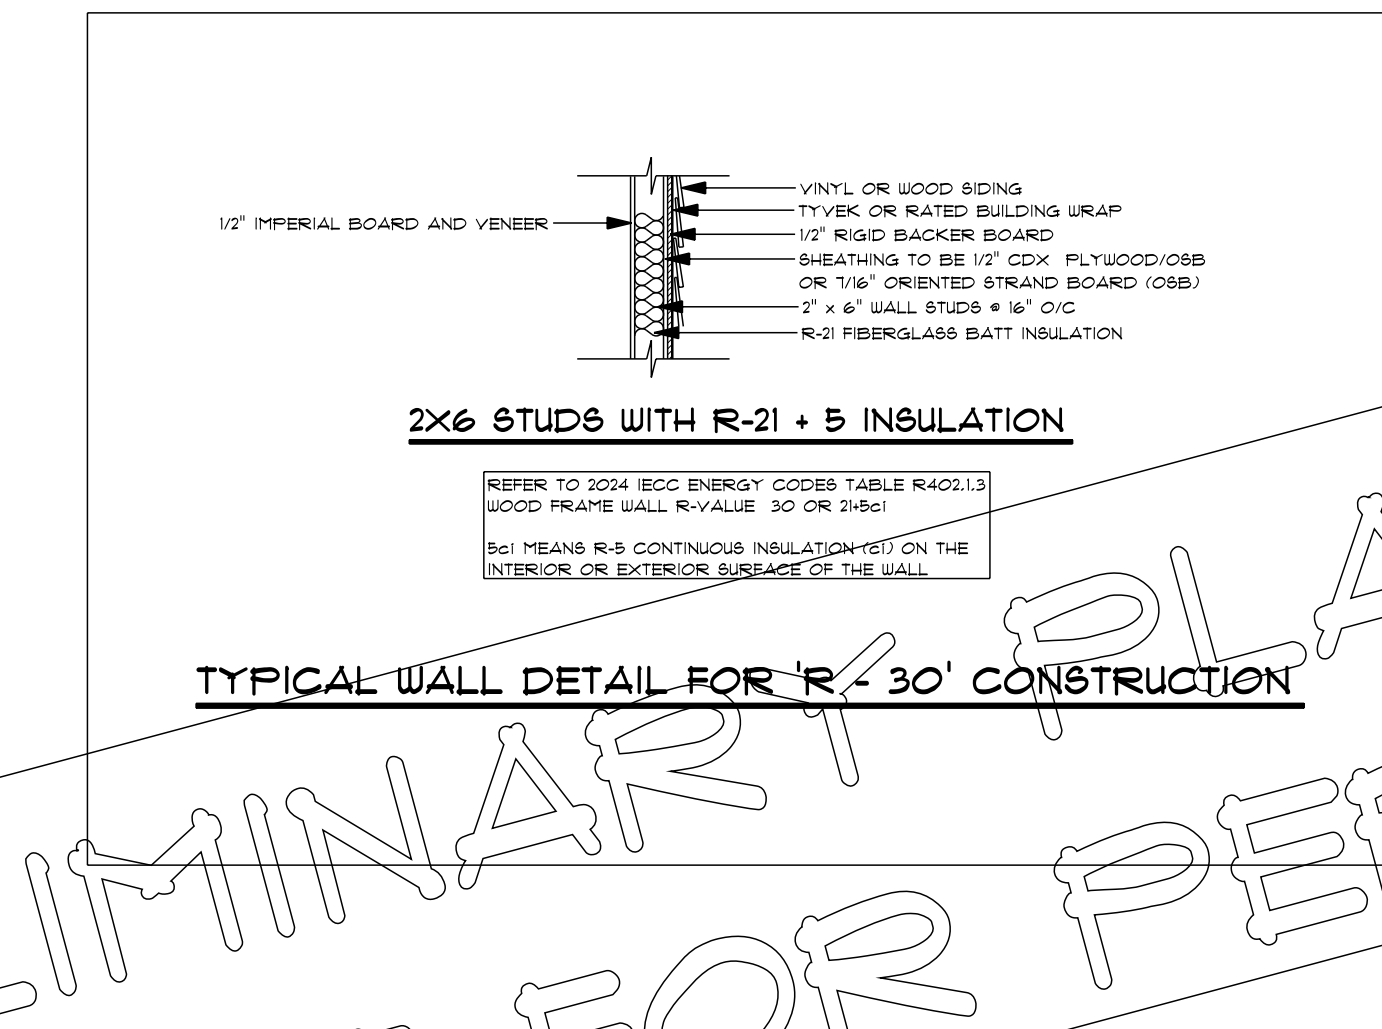 VINYL OR WOOD SIDING
TYVEK OR RATED BUILDING WRAP
1/2" IMPERIAL BOARD AND VENEER
1/2" RIGID BACKER BOARD
SHEATHING TO BE 1/2" CDX PLYWOOD/OSB
OR 7/16" ORIENTED STRAND BOARD (OSB)
2" x 6" WALL STUDS @ 16" O/C
R-21 FIBERGLASS BATT INSULATION
2X6 STUDS WITH R-21 + 5 INSULATION
REFER TO 2024 IECC ENERGY CODES TABLE R402.1.3
WOOD FRAME WALL R-VALUE 30 OR 21+5ci
5ci MEANS R-5 CONTINUOUS INSULATION (ci) ON THE
INTERIOR OR EXTERIOR SURFACE OF THE WALL
TYPICAL WALL DETAIL FOR 'R - 30' CONSTRUCTION
LIMINARY PLA
FOR PER